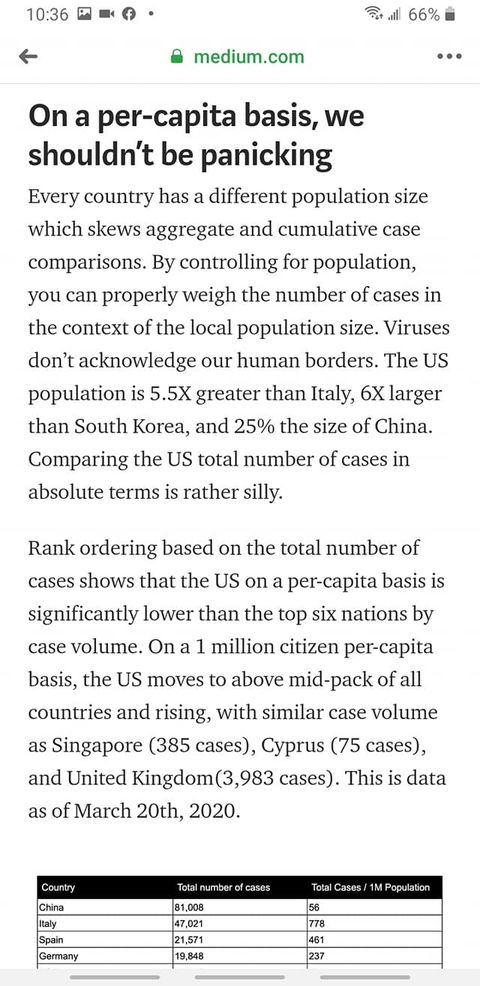 10:36 66%
medium.com
On a per-capita basis, we
shouldn't be panicking
Every country has a different population size
which skews aggregate and cumulative case
comparisons. By controlling for population,
you can properly weigh the number of cases in
the context of the local population size. Viruses
don't acknowledge our human borders. The US
population is 5.5X greater than Italy, 6X larger
than South Korea, and 25% the size of China.
Comparing the US total number of cases in
absolute terms is rather silly.
Rank ordering based on the total number of
cases shows that the US on a per-capita basis is
significantly lower than the top six nations by
case volume. On a 1 million citizen per-capita
basis, the US moves to above mid-pack of all
countries and rising, with similar case volume
as Singapore (385 cases), Cyprus (75 cases),
and United Kingdom(3,983 cases). This is data
as of March 20th, 2020.
Country Total number of cases Total Cases / 1M Population
China 81,008 56
Italy 47,021 778
Spain 21,571 461
Germany 19,848 237